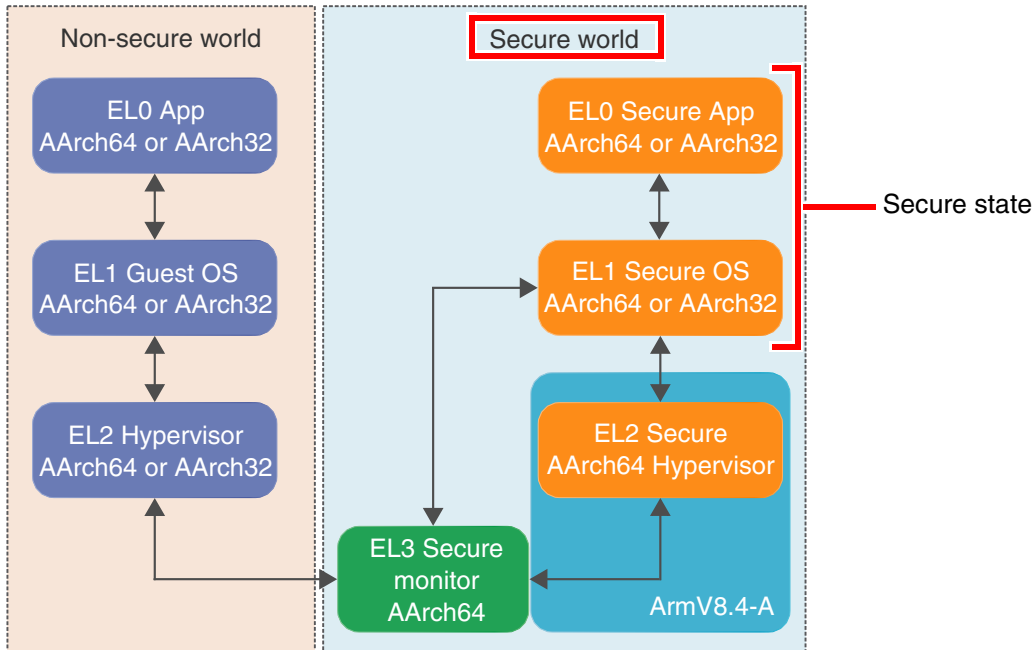 Non-secure world
Secure world
EL0 App
AArch64 or AArch32
EL0 Secure App
AArch64 or AArch32
Secure state
EL1 Guest OS
AArch64 or AArch32
EL1 Secure OS
AArch64 or AArch32
EL2 Hypervisor
AArch64 or AArch32
EL2 Secure
AArch64 Hypervisor
EL3 Secure
monitor
AArch64
ArmV8.4-A